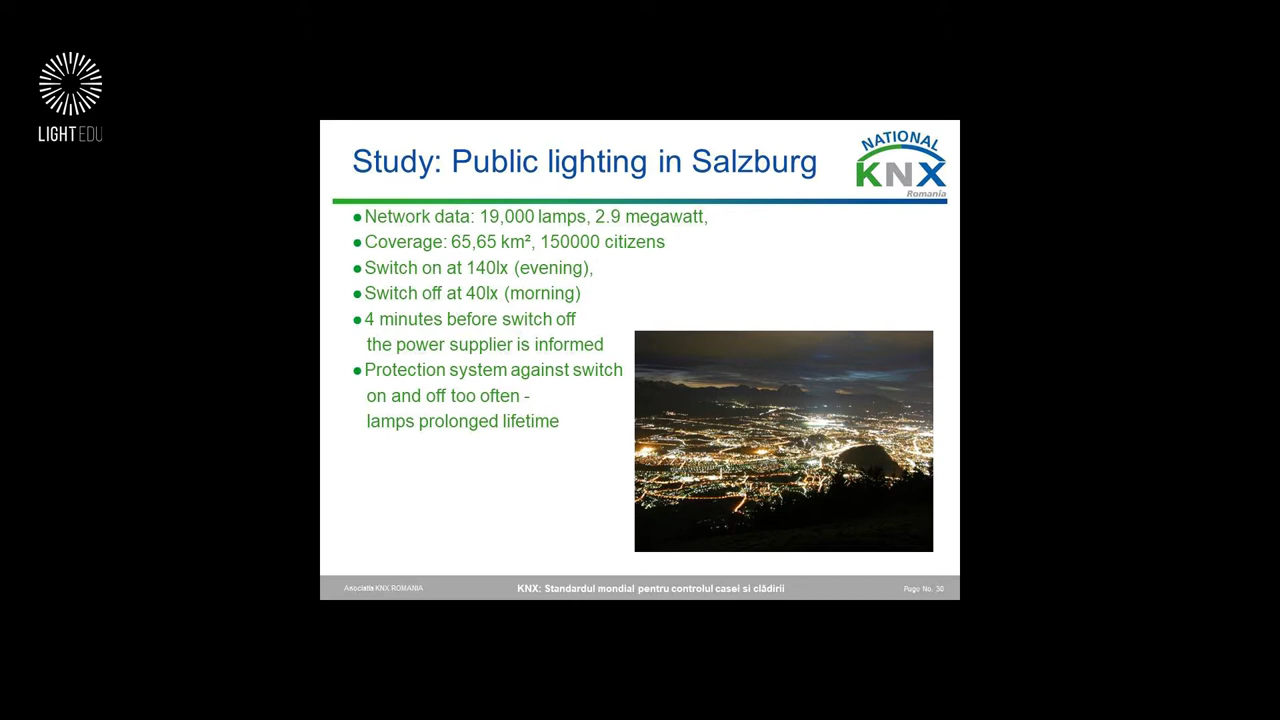 LIGHT EDU
NATIONAL
KNX
Romania
Study: Public lighting in Salzburg
● Network data: 19,000 lamps, 2.9 megawatt,
● Coverage: 65,65 km², 150000 citizens
● Switch on at 140lx (evening),
● Switch off at 40lx (morning)
● 4 minutes before switch off
the power supplier is informed
● Protection system against switch
on and off too often -
lamps prolonged lifetime
Asociatia KNX ROMANIA
KNX: Standardul mondial pentru controlul casei si clădirii
Page No. 30